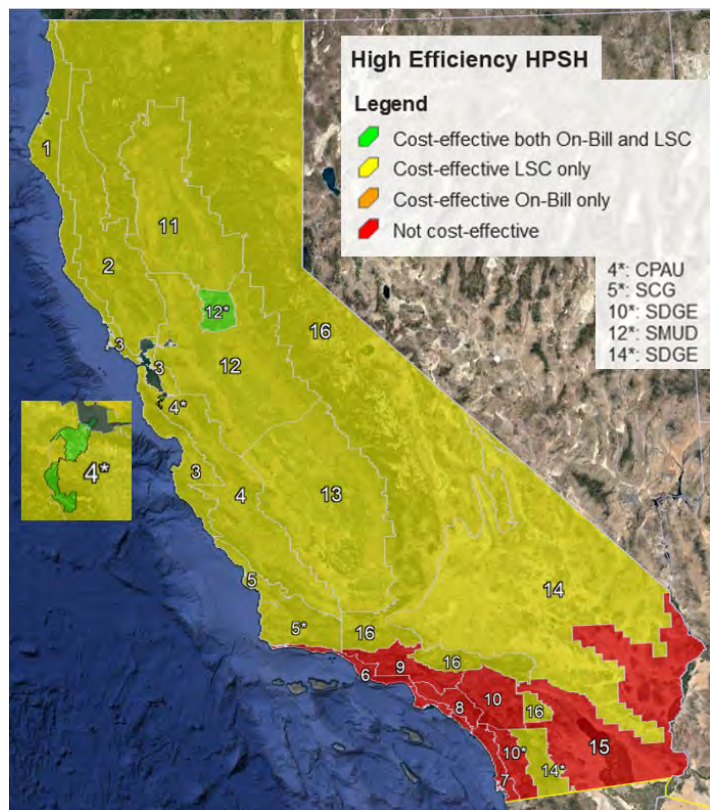 High Efficiency HPSH
Legend
Cost-effective both On-Bill and LSC
Cost-effective LSC only
Cost-effective On-Bill only
Not cost-effective
4*: CPAU
5*: SCG
10*: SDGE
12*: SMUD
14*: SDGE
1
11
2
12*
16
3
3
12
4*
4*
3
4
13
5
14
5*
16
16
9
6
10
16
8
15
10*
14*
7